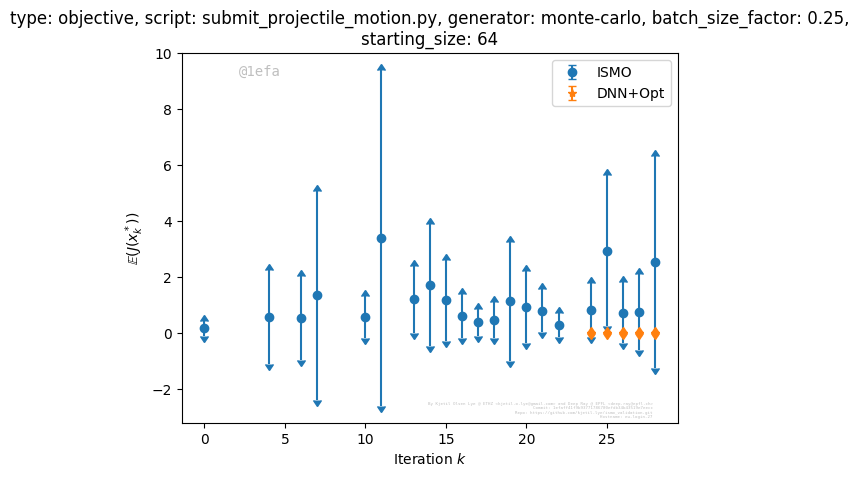 type: objective, script: submit_projectile_motion.py, generator: monte-carlo, batch_size_factor: 0.25,
starting_size: 64
@1efa
ISMO
DNN+Opt
10
8
6
4
2
0
−2
𝔼(J(x_k^*))
0 5 10 15 20 25
Iteration k